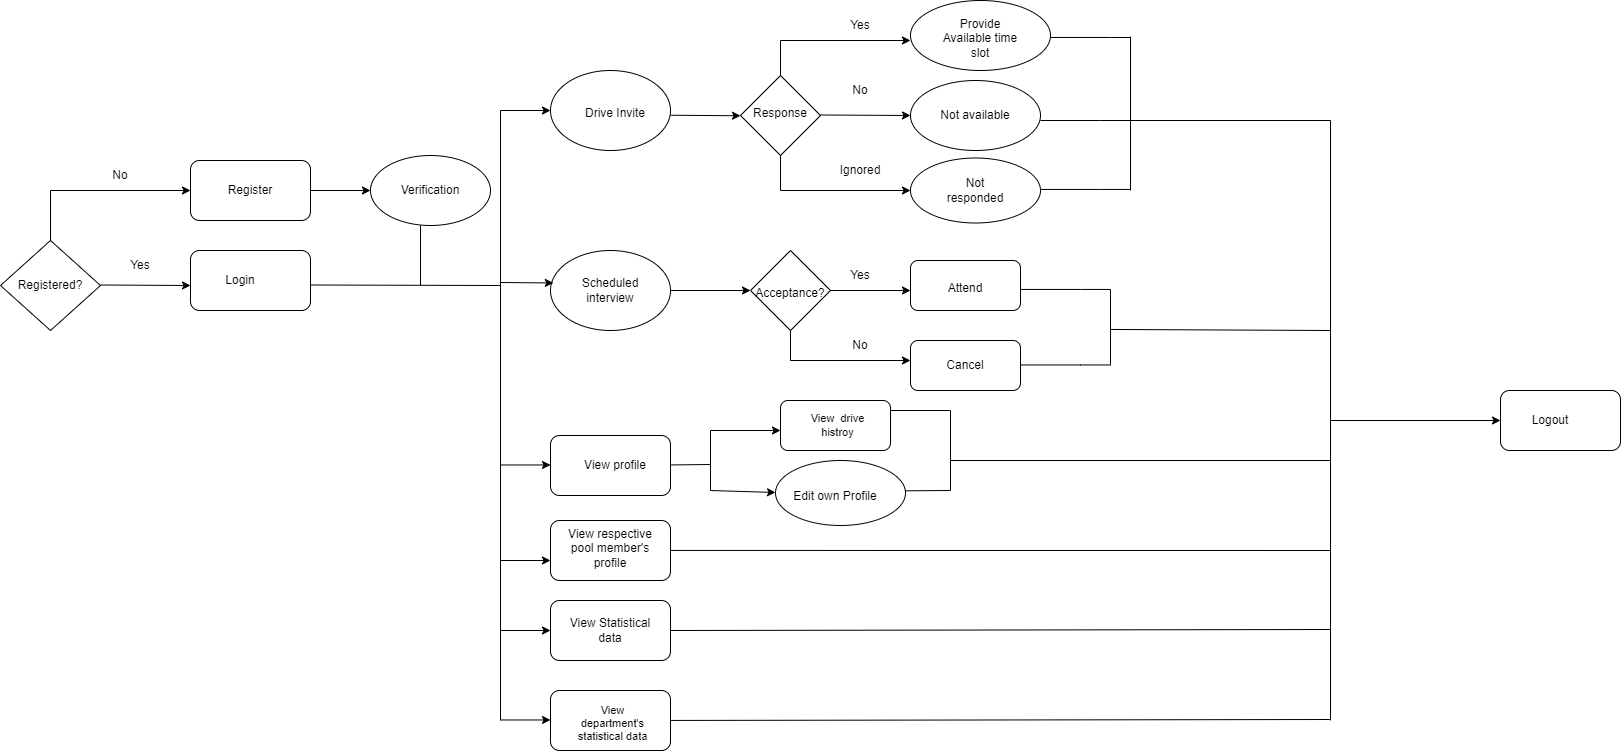 Registered?
No
Register
Verification
Yes
Login
Drive Invite
Response
Yes
Provide
Available time
slot
No
Not available
Ignored
Not
responded
Scheduled
interview
Acceptance?
Yes
Attend
No
Cancel
View profile
View drive
histroy
Edit own Profile
View respective
pool member's
profile
View Statistical
data
View
department's
statistical data
Logout